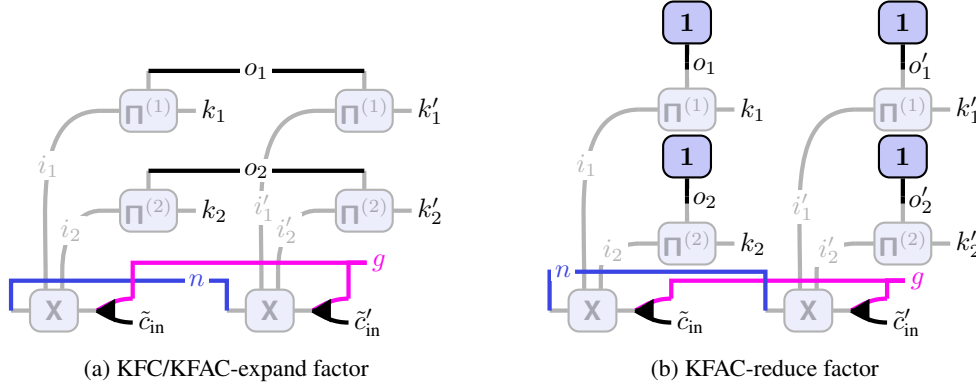 1 1
o₁ o₁ o′₁
Π⁽¹⁾ k₁ Π⁽¹⁾ k′₁ Π⁽¹⁾ k₁ Π⁽¹⁾ k′₁
i₁ 1 i₁ 1
o₂ o₂ o′₂
Π⁽²⁾ k₂ i′₁ Π⁽²⁾ k′₂ i′₁
i₂ i′₂ i₂ Π⁽²⁾ k₂ i′₂ Π⁽²⁾ k′₂
n g n g
X c̃ᵢₙ X c̃′ᵢₙ X c̃ᵢₙ X c̃′ᵢₙ
(a) KFC/KFAC-expand factor (b) KFAC-reduce factor